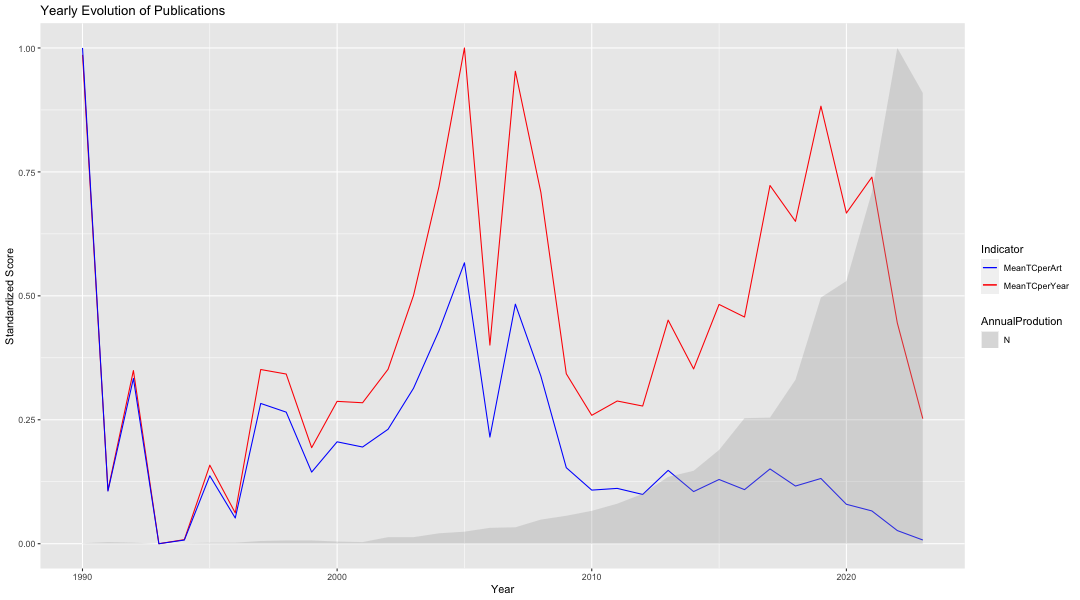 Yearly Evolution of Publications
1.00
0.75
0.50
0.25
0.00
Standardized Score
1990
2000
2010
2020
Year
Indicator
MeanTCperArt
MeanTCperYear
AnnualProdution
N